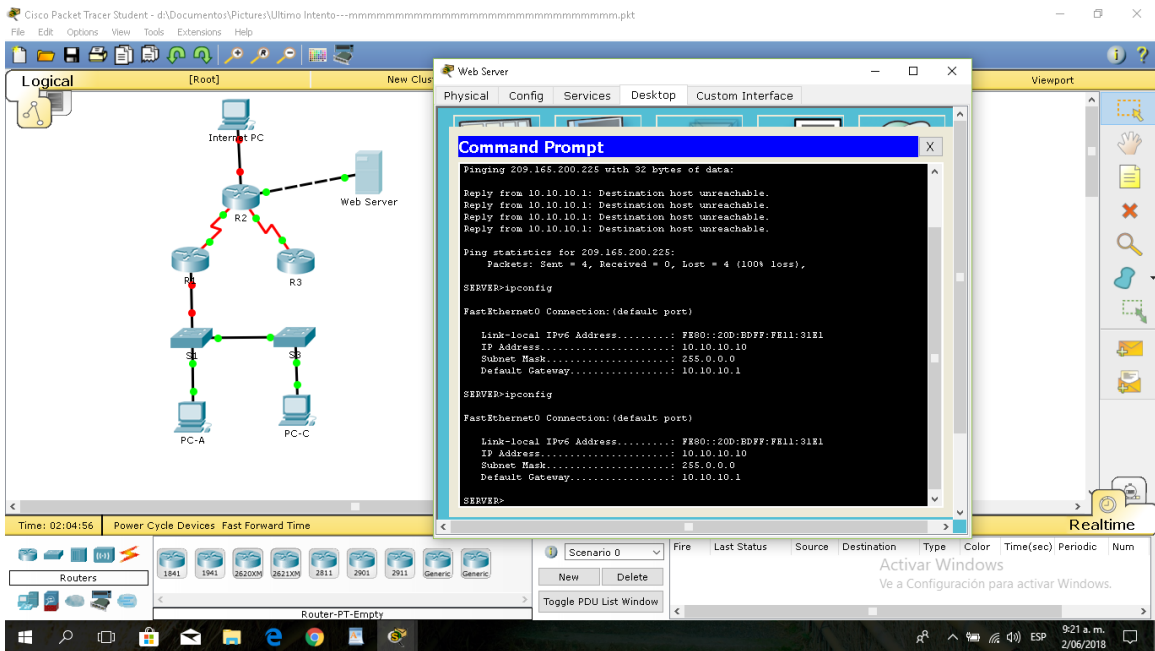 Cisco Packet Tracer Student - d:\Documentos\Pictures\Ultimo Intento---mmmmmmmmmmmmmmmmmmmmmmmmmmmmmmmm.pkt
File Edit Options View Tools Extensions Help
Logical
[Root]
New Clus
Viewport
Internet PC
R2
Web Server
R1
R3
S1
S3
PC-A
PC-C
Web Server
Physical Config Services Desktop Custom Interface
Command Prompt
X
Pinging 209.165.200.225 with 32 bytes of data:
Reply from 10.10.10.1: Destination host unreachable.
Reply from 10.10.10.1: Destination host unreachable.
Reply from 10.10.10.1: Destination host unreachable.
Reply from 10.10.10.1: Destination host unreachable.
Ping statistics for 209.165.200.225:
Packets: Sent = 4, Received = 0, Lost = 4 (100% loss),
SERVER>ipconfig
FastEthernet0 Connection:(default port)
Link-local IPv6 Address.........: FE80::20D:BDFF:FE11:31E1
IP Address......................: 10.10.10.10
Subnet Mask.....................: 255.0.0.0
Default Gateway.................: 10.10.10.1
SERVER>ipconfig
FastEthernet0 Connection:(default port)
Link-local IPv6 Address.........: FE80::20D:BDFF:FE11:31E1
IP Address......................: 10.10.10.10
Subnet Mask.....................: 255.0.0.0
Default Gateway.................: 10.10.10.1
SERVER>
Time: 02:04:56 Power Cycle Devices Fast Forward Time
Realtime
Routers
1841 1941 2620XM 2621XM 2811 2901 2911 Generic Generic
Router-PT-Empty
Scenario 0
New Delete
Toggle PDU List Window
Fire Last Status Source Destination Type Color Time(sec) Periodic Num
Activar Windows
Ve a Configuración para activar Windows.
ESP
9:21 a. m.
2/06/2018